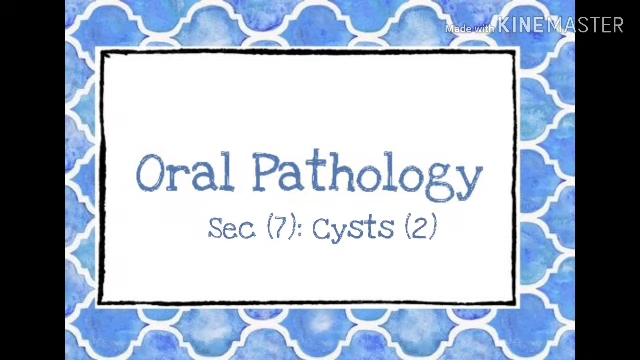 Made with KINEMASTER
Oral Pathology
Sec (7): Cysts (2)